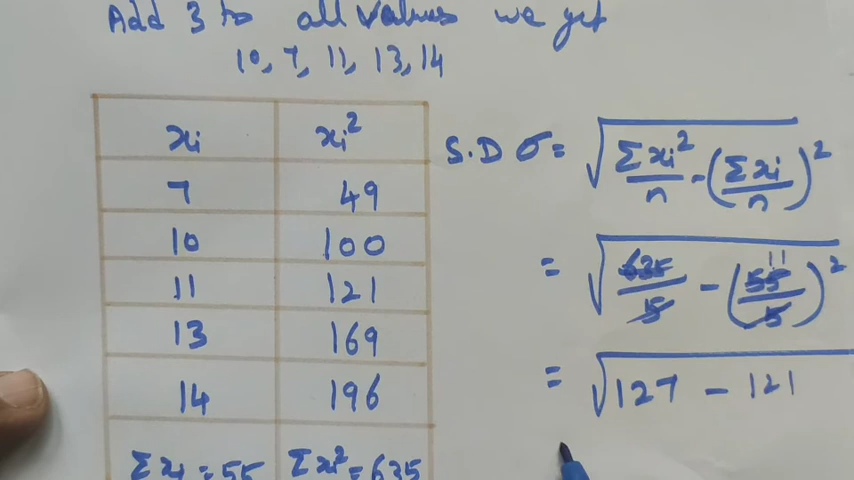 Add 3 to all values we get
10, 7, 11, 13, 14
xi xi²
7 49
10 100
11 121
13 169
14 196
Σxi = 55 Σxi² = 635
S.D σ = √(Σxi²/n - (Σxi/n)²)
= √(635/5 - (55/5)²) 11
= √127 - 121